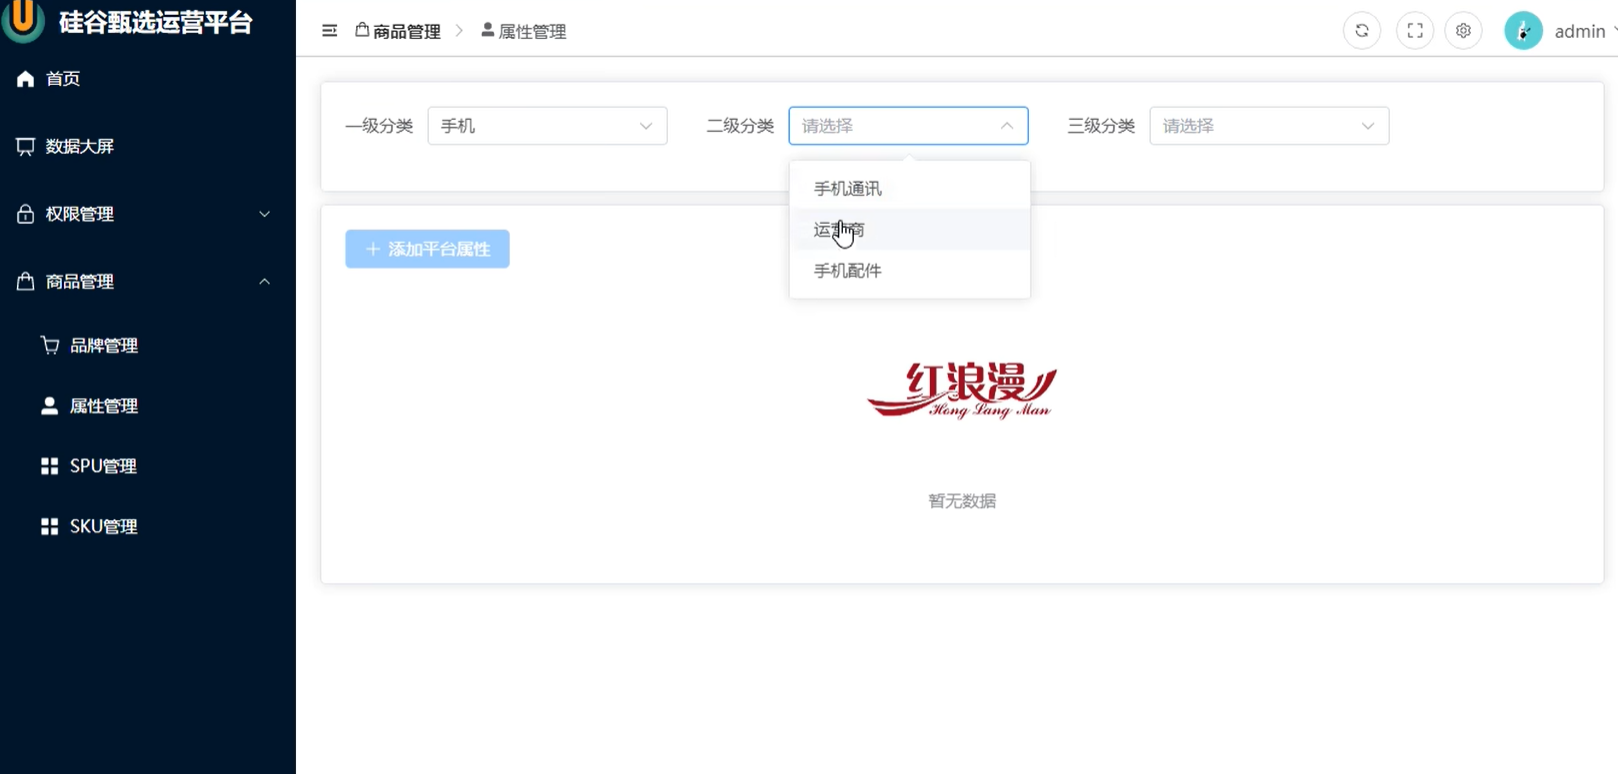 硅谷甄选运营平台
首页
数据大屏
权限管理
商品管理
品牌管理
属性管理
SPU管理
SKU管理
商品管理 > 属性管理
admin
一级分类 手机 二级分类 请选择 三级分类 请选择
手机通讯
运营商
手机配件
+ 添加平台属性
红浪漫
Hong Lang Man
暂无数据